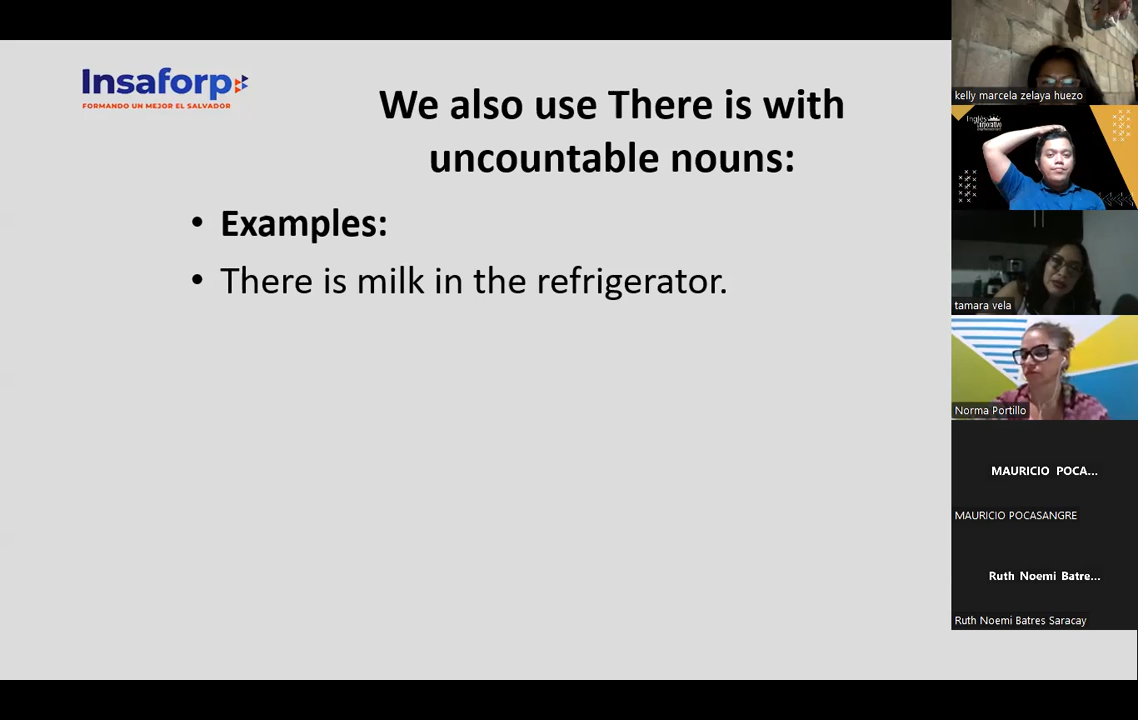 Insaforp
FORMANDO UN MEJOR EL SALVADOR
We also use There is with
uncountable nouns:
• Examples:
• There is milk in the refrigerator.
kelly marcela zelaya huezo
Inglés
tamara vela
Norma Portillo
MAURICIO POCA...
MAURICIO POCASANGRE
Ruth Noemi Batre...
Ruth Noemi Batres Saracay